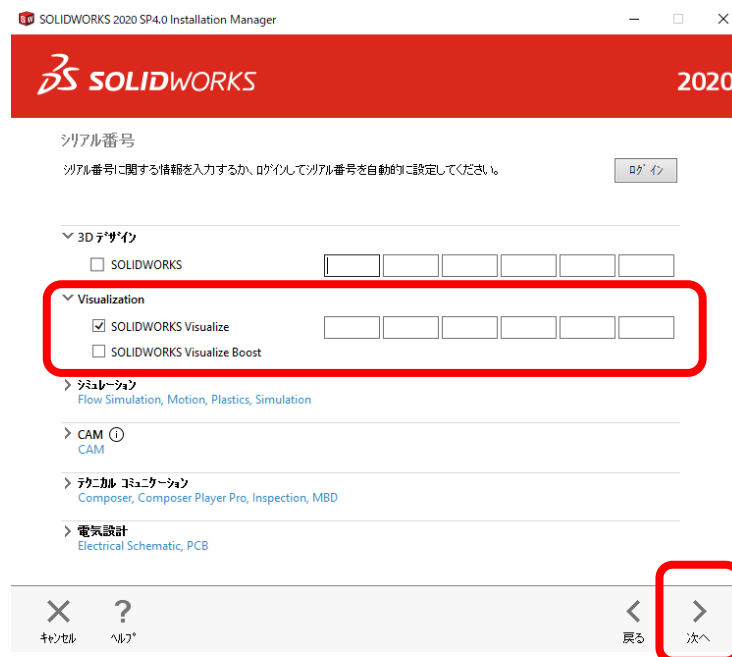 SOLIDWORKS 2020 SP4.0 Installation Manager
SOLIDWORKS
2020
シリアル番号
シリアル番号に関する情報を入力するか、ログインしてシリアル番号を自動的に設定してください。
ログイン
3D デザイン
SOLIDWORKS
Visualization
SOLIDWORKS Visualize
SOLIDWORKS Visualize Boost
シミュレーション
Flow Simulation, Motion, Plastics, Simulation
CAM
CAM
テクニカル コミュニケーション
Composer, Composer Player Pro, Inspection, MBD
電気設計
Electrical Schematic, PCB
キャンセル
ヘルプ
戻る
次へ